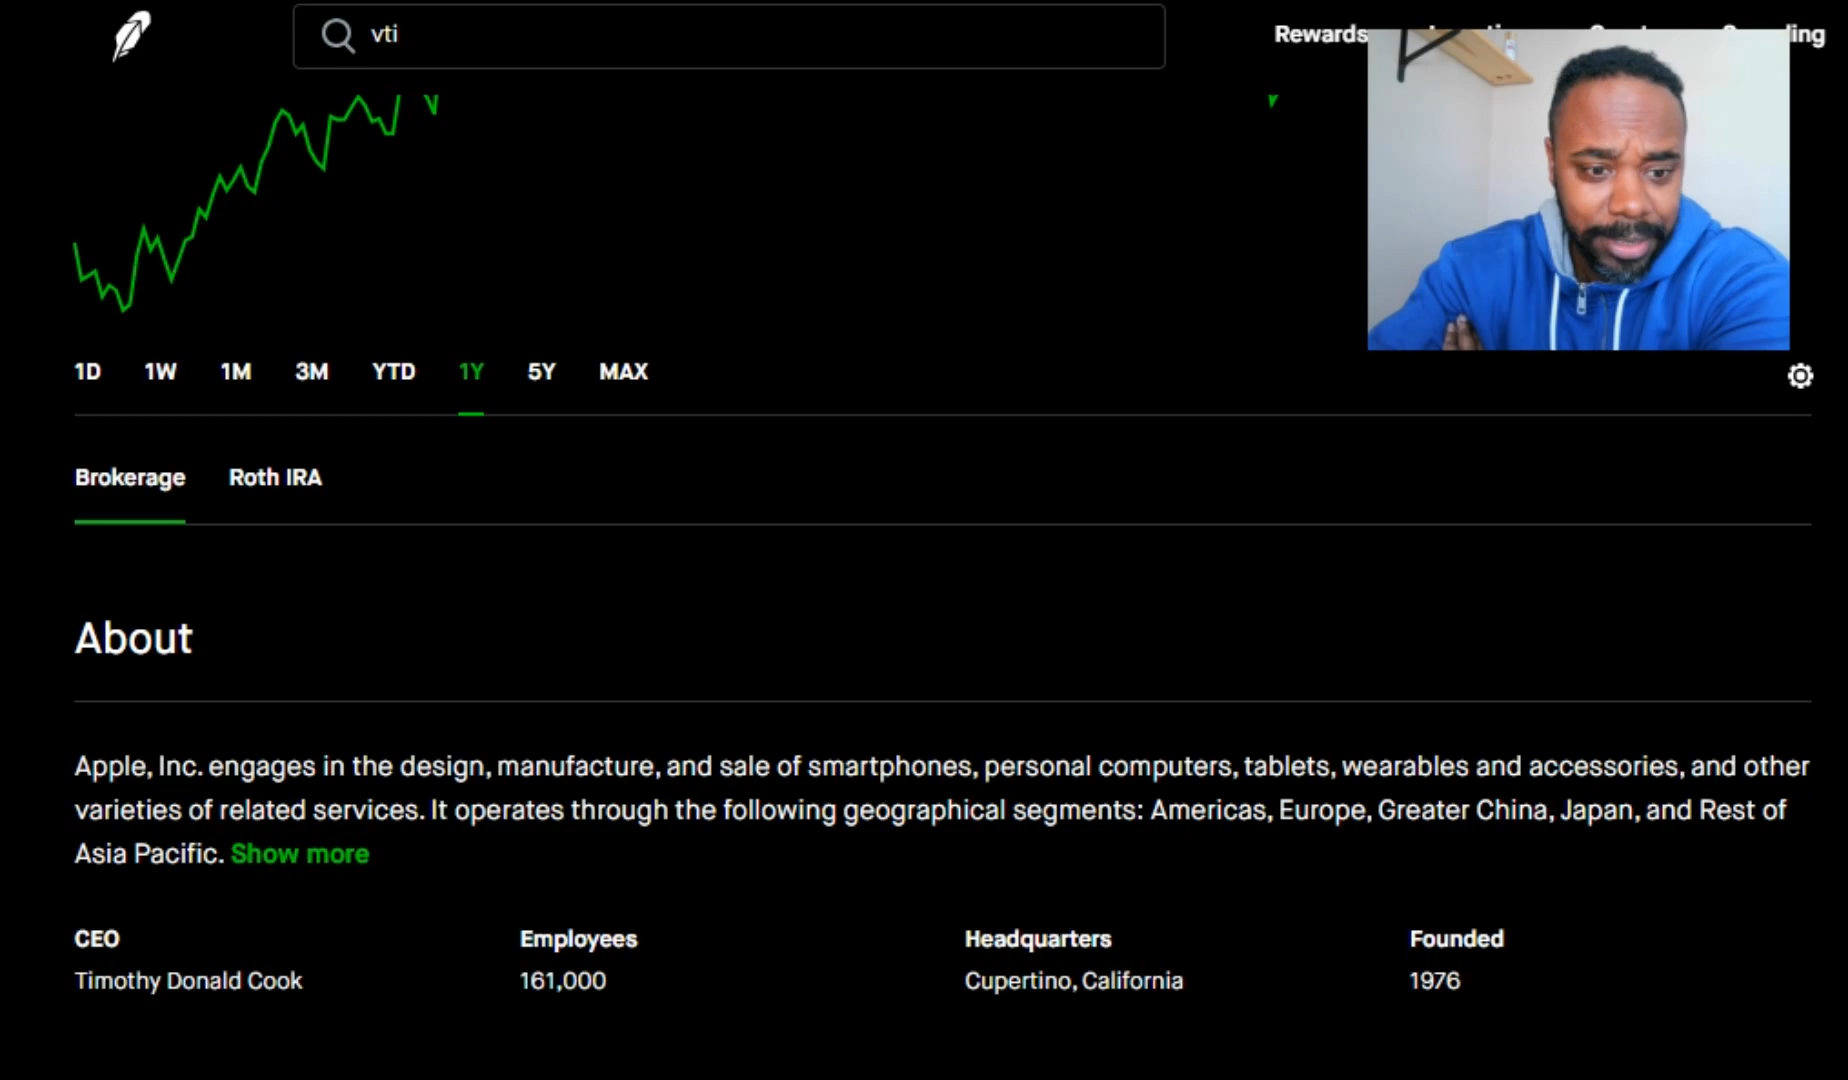 vti
Rewards
ding
1D 1W 1M 3M YTD 1Y 5Y MAX
Brokerage Roth IRA
About
Apple, Inc. engages in the design, manufacture, and sale of smartphones, personal computers, tablets, wearables and accessories, and other
varieties of related services. It operates through the following geographical segments: Americas, Europe, Greater China, Japan, and Rest of
Asia Pacific. Show more
CEO Employees Headquarters Founded
Timothy Donald Cook 161,000 Cupertino, California 1976